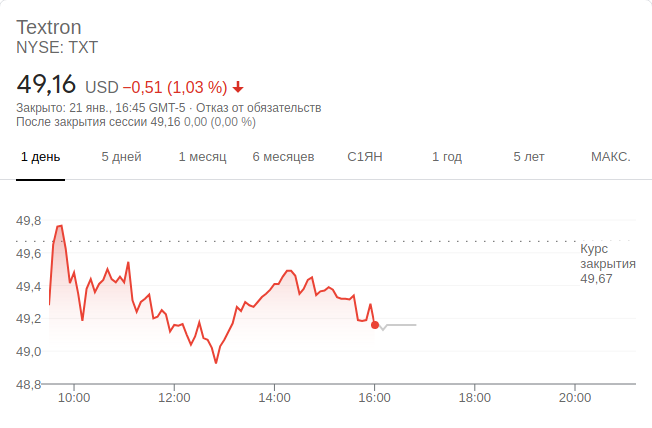 Textron
NYSE: TXT
49,16 USD −0,51 (1,03 %)
Закрыто: 21 янв., 16:45 GMT-5 · Отказ от обязательств
После закрытия сессии 49,16 0,00 (0,00 %)
1 день 5 дней 1 месяц 6 месяцев С1ЯН 1 год 5 лет МАКС.
49,8
Курс
закрытия
49,67
49,6
49,4
49,2
49,0
48,8
10:00 12:00 14:00 16:00 18:00 20:00